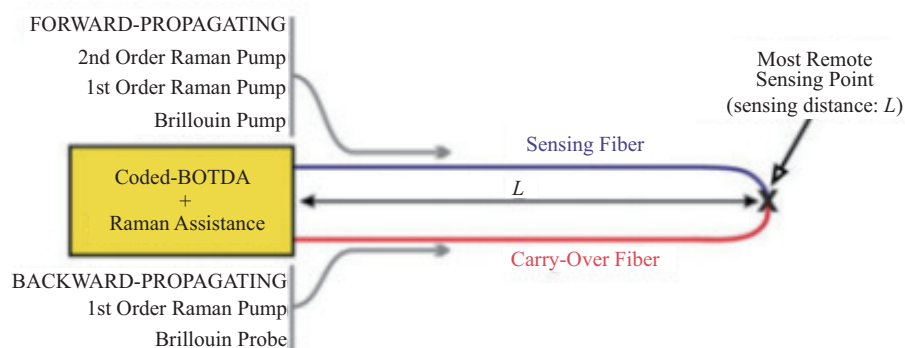 FORWARD-PROPAGATING
2nd Order Raman Pump
1st Order Raman Pump
Brillouin Pump
Most Remote
Sensing Point
(sensing distance: L)
Sensing Fiber
Coded-BOTDA
+
Raman Assistance
L
Carry-Over Fiber
BACKWARD-PROPAGATING
1st Order Raman Pump
Brillouin Probe
X